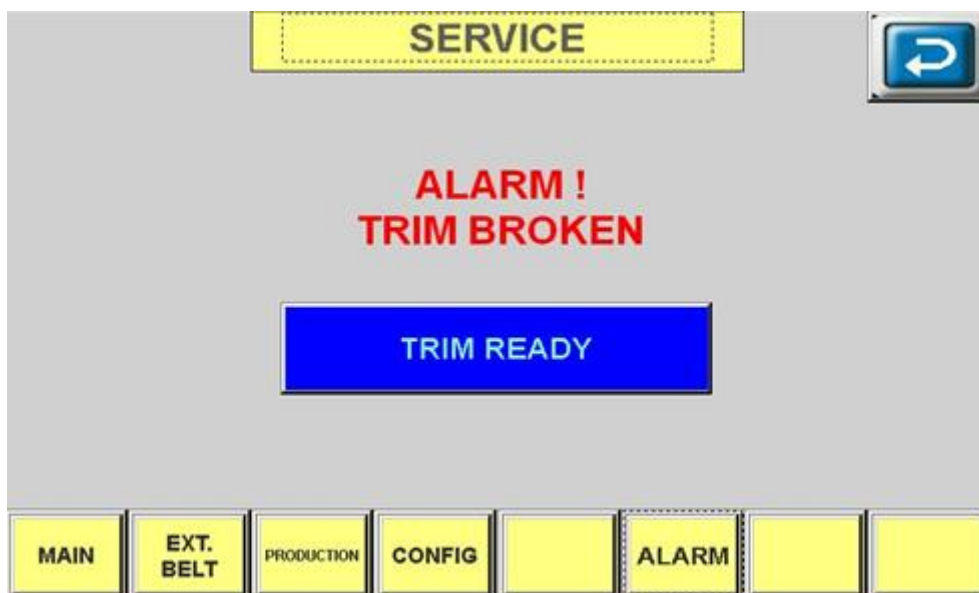 SERVICE
ALARM !
TRIM BROKEN
TRIM READY
MAIN
EXT.
BELT
PRODUCTION
CONFIG
ALARM